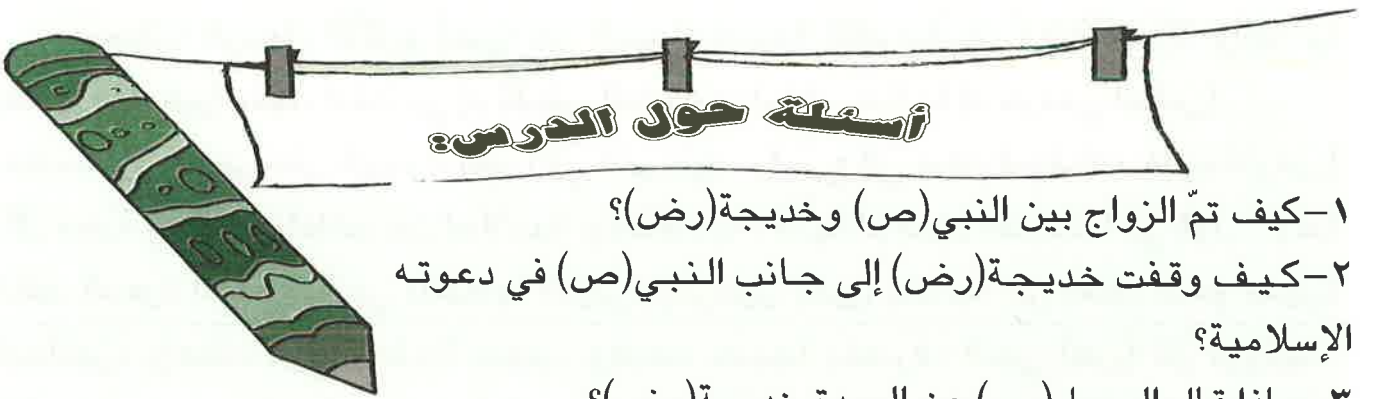 أسئلة حول الدرس:
١-كيف تمّ الزواج بين النبي(ص) وخديجة(رض)؟
٢-كيف وقفت خديجة(رض) إلى جانب النبي(ص) في دعوته
الإسلامية؟